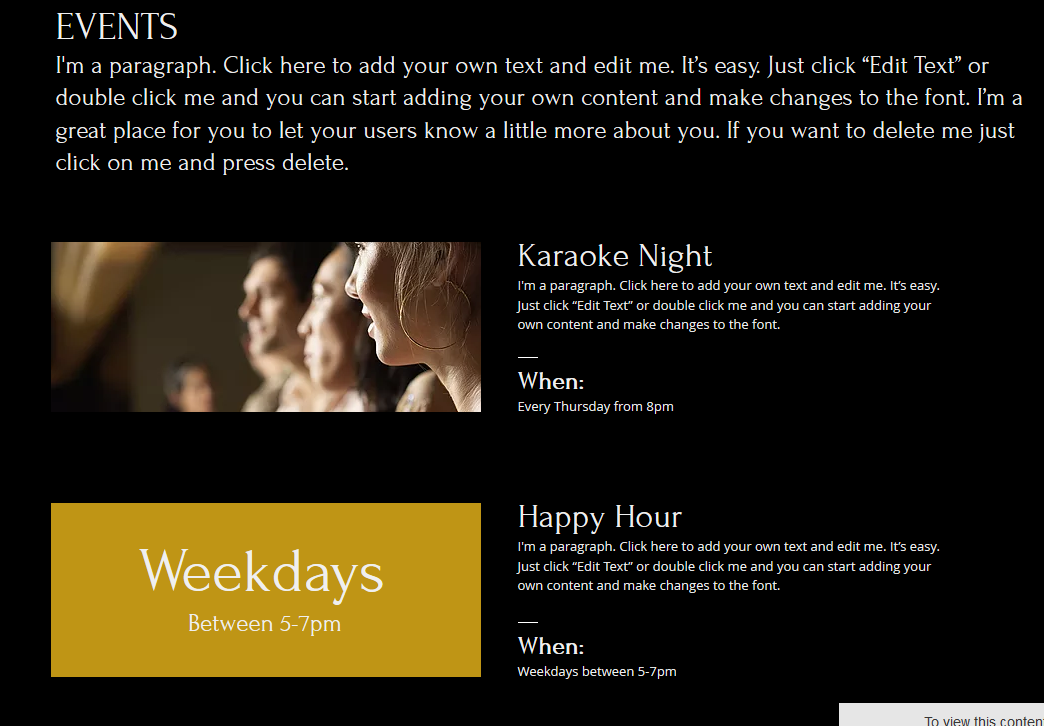 EVENTS
I'm a paragraph. Click here to add your own text and edit me. It’s easy. Just click “Edit Text” or
double click me and you can start adding your own content and make changes to the font. I’m a
great place for you to let your users know a little more about you. If you want to delete me just
click on me and press delete.
Karaoke Night
I'm a paragraph. Click here to add your own text and edit me. It’s easy.
Just click “Edit Text” or double click me and you can start adding your
own content and make changes to the font.
When:
Every Thursday from 8pm
Weekdays
Between 5-7pm
Happy Hour
I'm a paragraph. Click here to add your own text and edit me. It’s easy.
Just click “Edit Text” or double click me and you can start adding your
own content and make changes to the font.
When:
Weekdays between 5-7pm
To view this